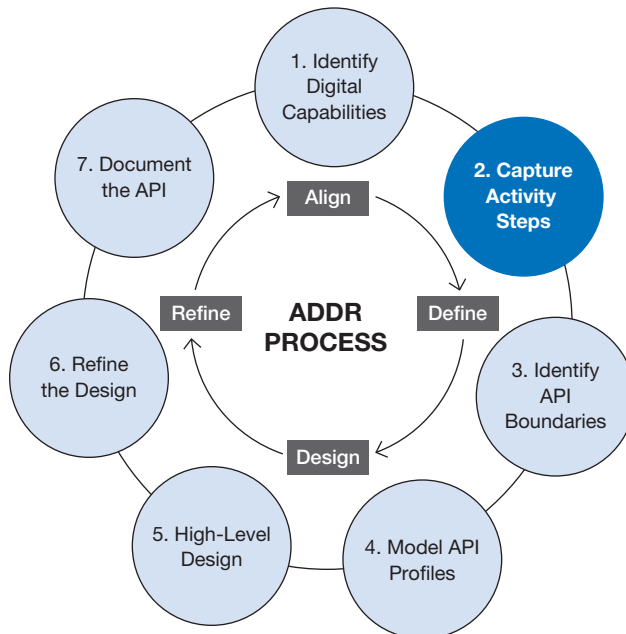 1. Identify
Digital
Capabilities
2. Capture
Activity
Steps
3. Identify
API
Boundaries
4. Model API
Profiles
5. High-Level
Design
6. Refine
the Design
7. Document
the API
Align
Define
Design
Refine
ADDR
PROCESS